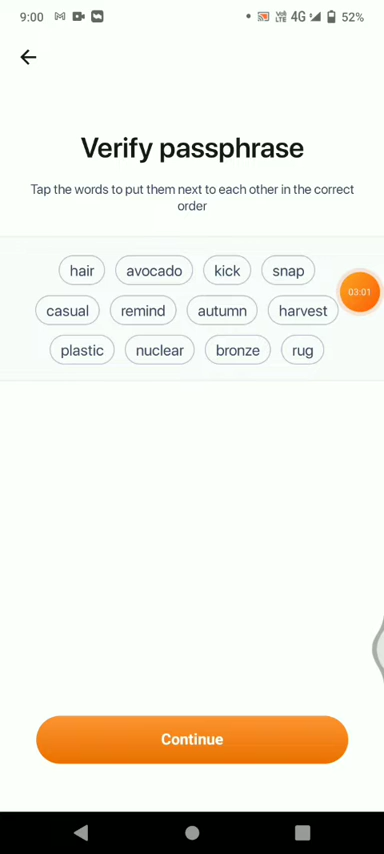 9:00 VoLTE 4G 52%
Verify passphrase
Tap the words to put them next to each other in the correct
order
hair avocado kick snap
03:01
casual remind autumn harvest
plastic nuclear bronze rug
Continue